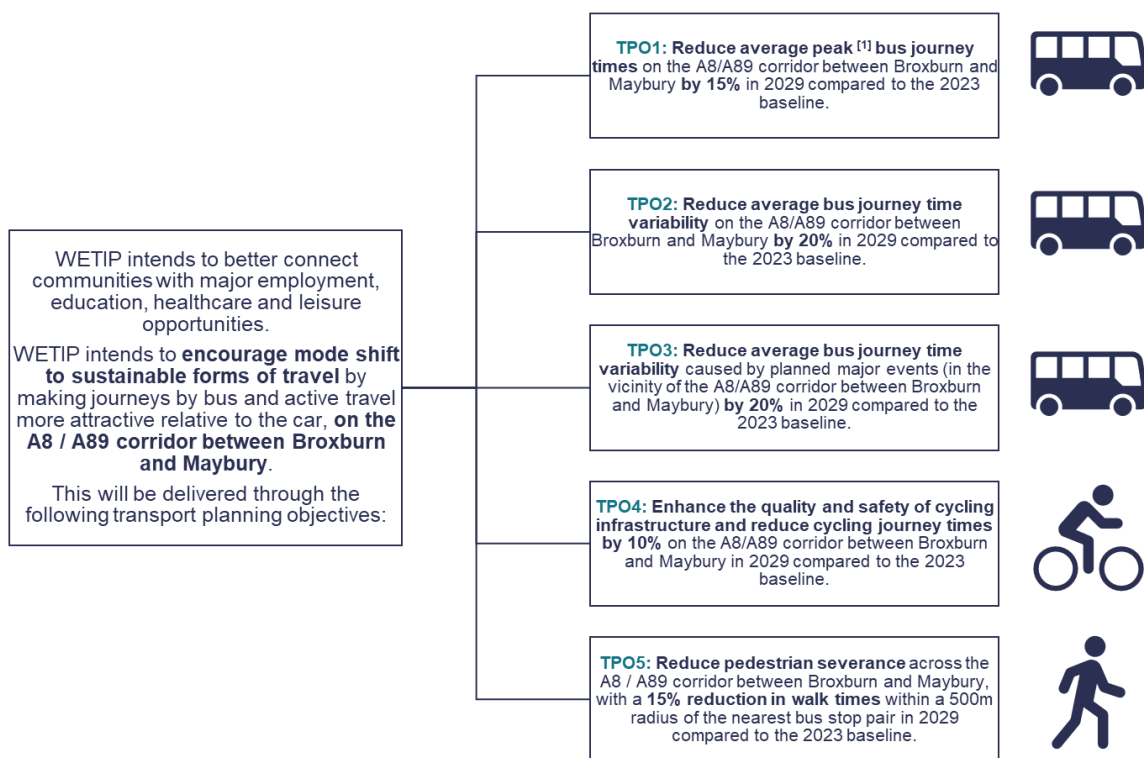 WETIP intends to better connect
communities with major employment,
education, healthcare and leisure
opportunities.
WETIP intends to encourage mode shift
to sustainable forms of travel by
making journeys by bus and active travel
more attractive relative to the car, on the
A8 / A89 corridor between Broxburn
and Maybury.
This will be delivered through the
following transport planning objectives:
TPO1: Reduce average peak [1] bus journey
times on the A8/A89 corridor between Broxburn and
Maybury by 15% in 2029 compared to the 2023
baseline.
TPO2: Reduce average bus journey time
variability on the A8/A89 corridor between
Broxburn and Maybury by 20% in 2029 compared to
the 2023 baseline.
TPO3: Reduce average bus journey time
variability caused by planned major events (in the
vicinity of the A8/A89 corridor between Broxburn
and Maybury) by 20% in 2029 compared to the
2023 baseline.
TPO4: Enhance the quality and safety of cycling
infrastructure and reduce cycling journey times
by 10% on the A8/A89 corridor between Broxburn
and Maybury in 2029 compared to the 2023
baseline.
TPO5: Reduce pedestrian severance across the
A8 / A89 corridor between Broxburn and Maybury,
with a 15% reduction in walk times within a 500m
radius of the nearest bus stop pair in 2029
compared to the 2023 baseline.